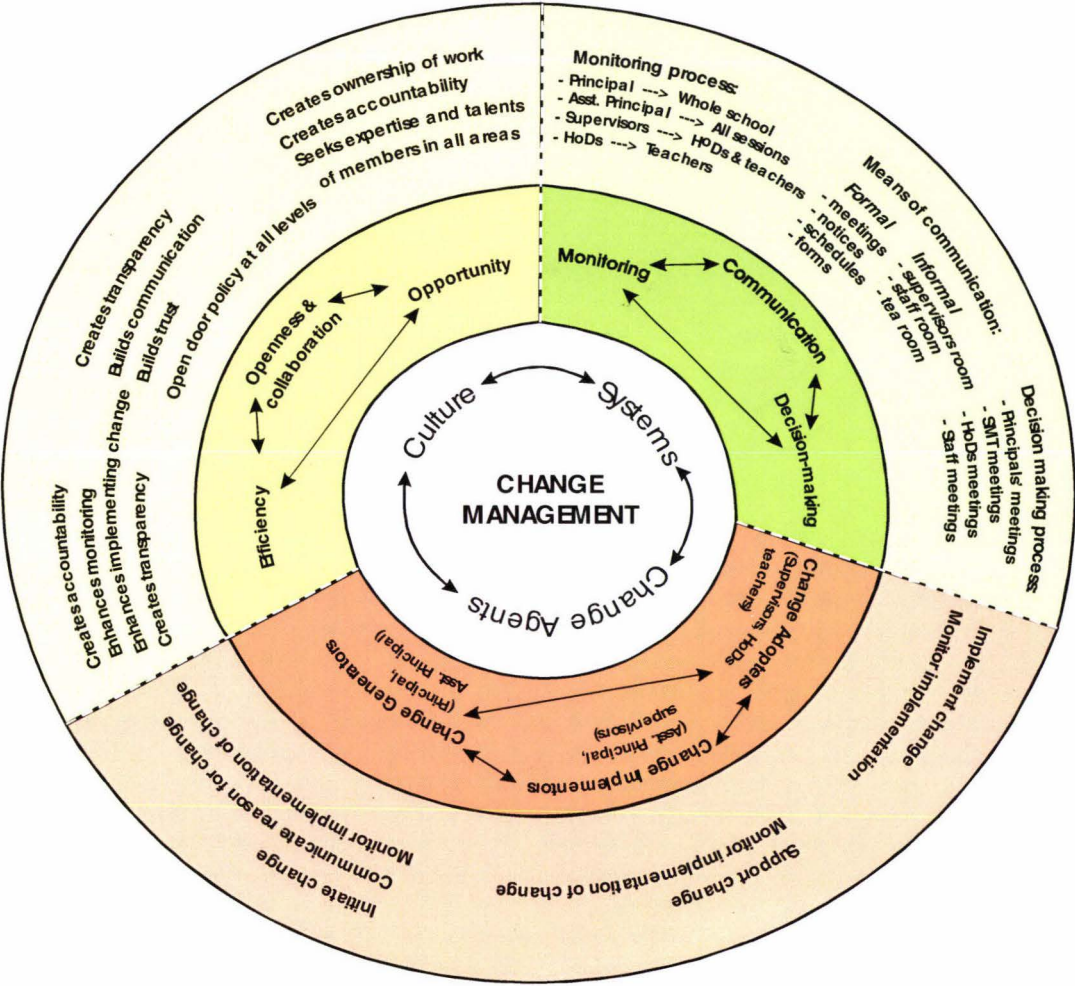 CHANGE
MANAGEMENT
Culture
Systems
Change Agents
Opportunity
Openness &
collaboration
Efficiency
Creates ownership of work
Creates accountability
Seeks expertise and talents
of members in all areas
Creates transparency
Builds communication
Builds trust
Open door policy at all levels
Creates accountability
Enhances monitoring
Enhances implementing change
Enhances transparency
Creates transparency
Monitoring
Communication
Decision-making
Monitoring process:
- Principal ---> Whole school
- Asst. Principal ---> All sessions
- Supervisors ---> HoDs & teachers
- HoDs ---> Teachers
Means of communication:
Formal
- meetings
- notices
- schedules
- forms
Informal
- supervisors room
- staff room
- tea room
Decision making process:
- Principals' meetings
- SMT meetings
- HoDs meetings
- Staff meetings
Change Adopters
(Supervisors, HoDs
teachers)
Change Implementors
(Asst. Principal,
supervisors)
Change Generators
(Principal,
Asst. Principal)
Implement change
Monitor implementation
Support change
Monitor implementation of change
Initiate change
Communicate reason for change
Monitor implementation of change